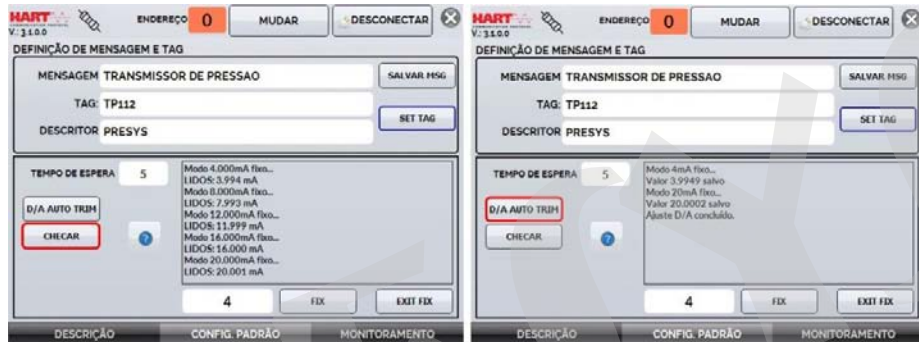 HART
V.: 3.1.0.0
ENDEREÇO 0 MUDAR DESCONECTAR
DEFINIÇÃO DE MENSAGEM E TAG
MENSAGEM TRANSMISSOR DE PRESSAO SALVAR MSG
TAG: TP112
SET TAG
DESCRITOR PRESYS
TEMPO DE ESPERA 5
D/A AUTO TRIM
CHECAR
?
Modo 4.000mA fixo...
LIDOS: 3.994 mA
Modo 8.000mA fixo...
LIDOS: 7.993 mA
Modo 12.000mA fixo...
LIDOS: 11.999 mA
Modo 16.000mA fixo...
LIDOS: 16.000 mA
Modo 20.000mA fixo...
LIDOS: 20.001 mA
4 FIX EXIT FIX
DESCRIÇÃO CONFIG. PADRÃO MONITORAMENTO
HART
V.: 3.1.0.0
ENDEREÇO 0 MUDAR DESCONECTAR
DEFINIÇÃO DE MENSAGEM E TAG
MENSAGEM TRANSMISSOR DE PRESSAO SALVAR MSG
TAG: TP112
SET TAG
DESCRITOR PRESYS
TEMPO DE ESPERA 5
D/A AUTO TRIM
CHECAR
?
Modo 4mA fixo...
Valor 3.9949 salvo
Modo 20mA fixo...
Valor 20.0002 salvo
Ajuste D/A concluído.
4 FIX EXIT FIX
DESCRIÇÃO CONFIG. PADRÃO MONITORAMENTO